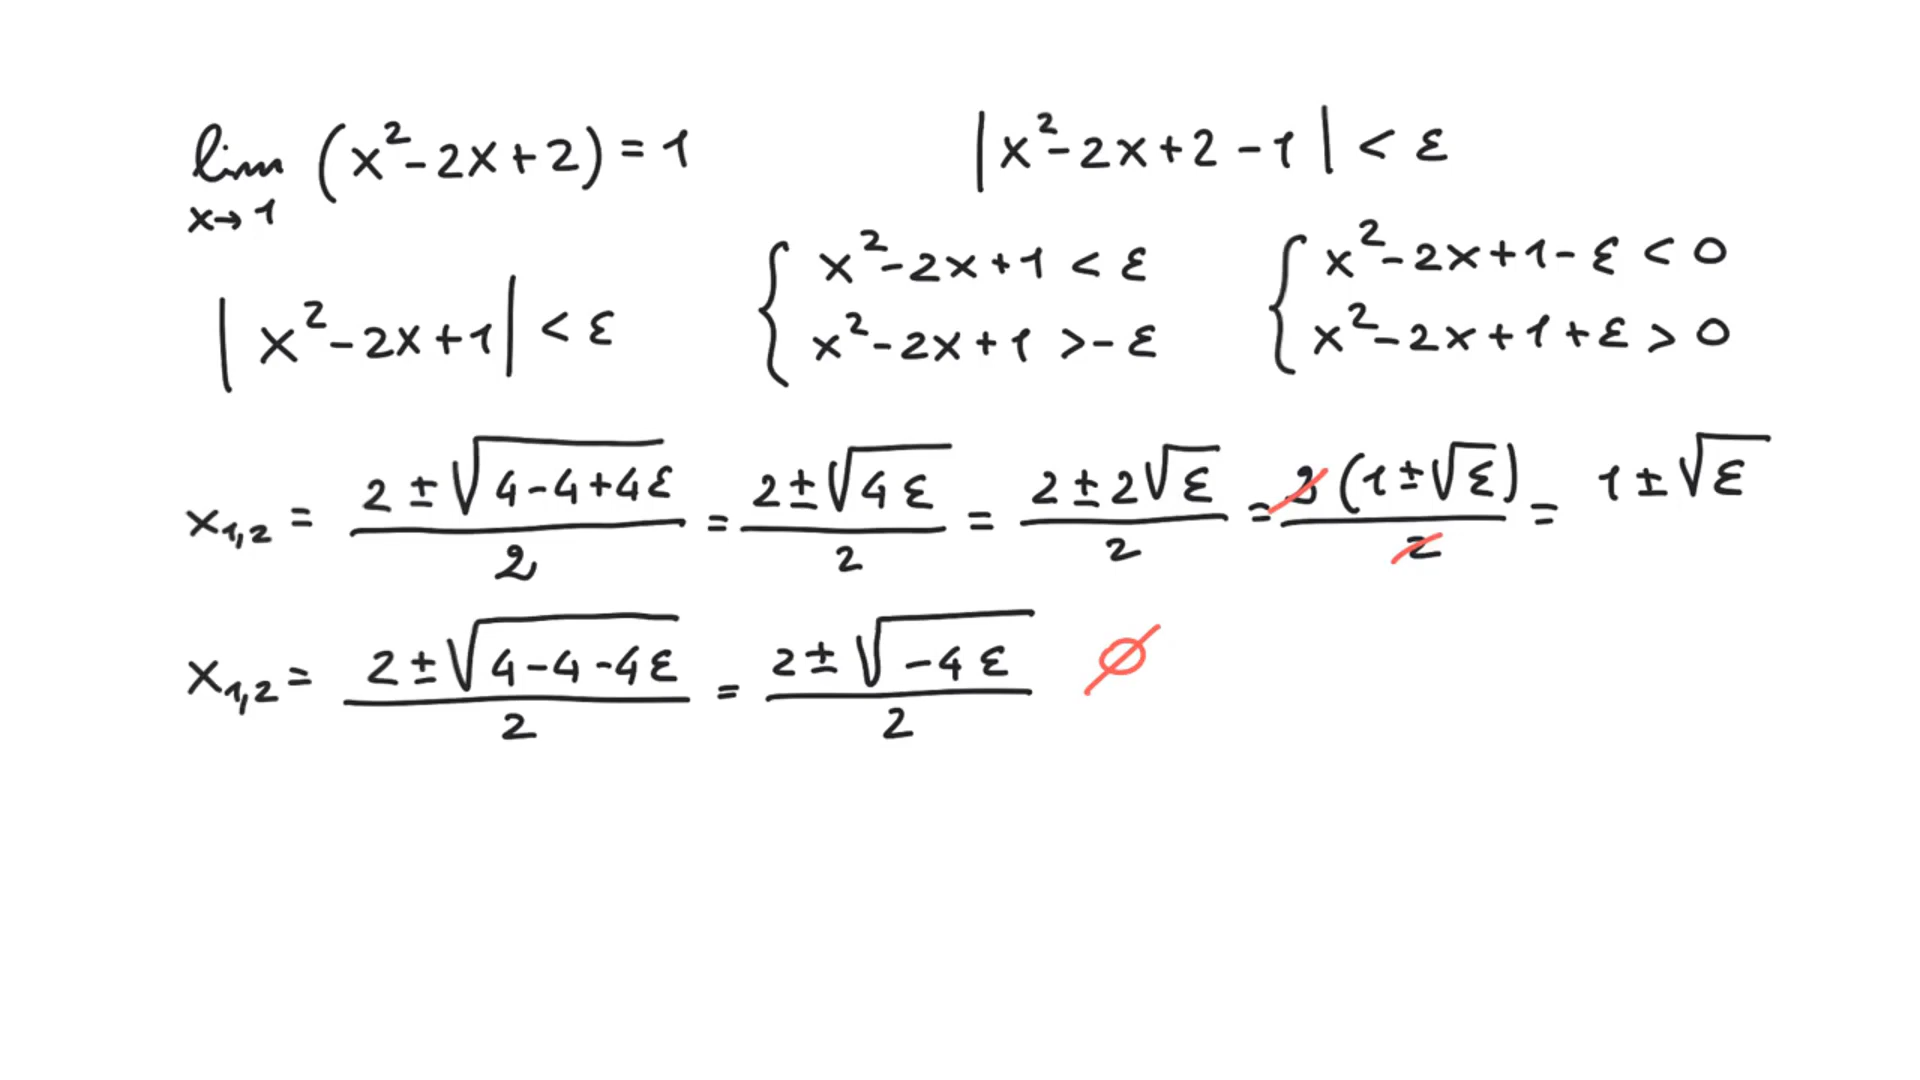 lim x→1 (x²-2x+2) = 1    |x²-2x+2-1| < ε
|x²-2x+1| < ε    { x²-2x+1 < ε    { x²-2x+1-ε < 0
x²-2x+1 >-ε    x²-2x+1+ε > 0
x₁,₂ = (2 ± √(4-4+4ε))/2 = (2 ± √(4ε))/2 = (2 ± 2√ε)/2 = 2(1 ± √ε)/2 = 1 ± √ε
x₁,₂ = (2 ± √(4-4-4ε))/2 = (2 ± √(-4ε))/2 ∅